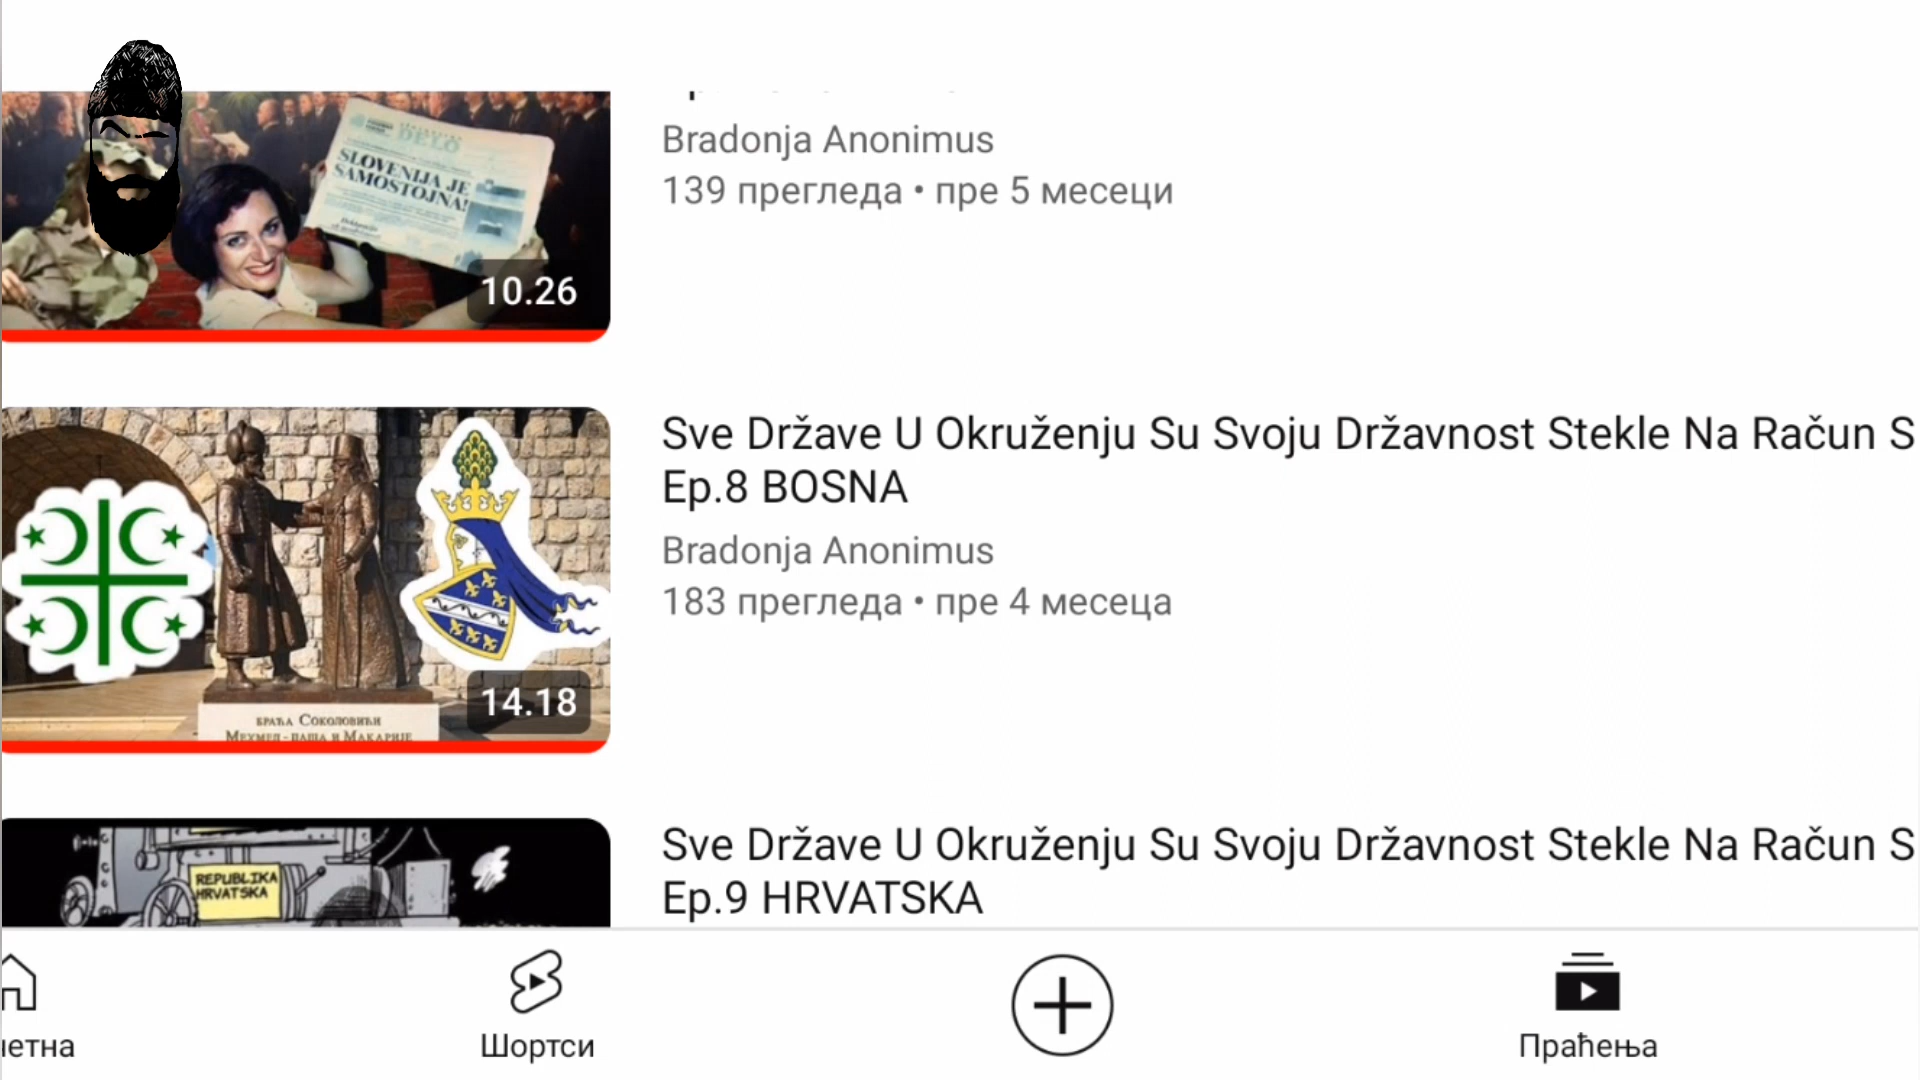 DELO
SLOVENIJA JE
SAMOSTOJNA!
10.26
Bradonja Anonimus
139 прегледа • пре 5 месеци
БРАЋА СОКОЛОВИЋИ
МЕХМЕД-ПАША И МАКАРИЈЕ
14.18
Sve Države U Okruženju Su Svoju Državnost Stekle Na Račun S
Ep.8 BOSNA
Bradonja Anonimus
183 прегледа • пре 4 месеца
REPUBLIKA
HRVATSKA
Sve Države U Okruženju Su Svoju Državnost Stekle Na Račun S
Ep.9 HRVATSKA
етна
Шортси
Праћења